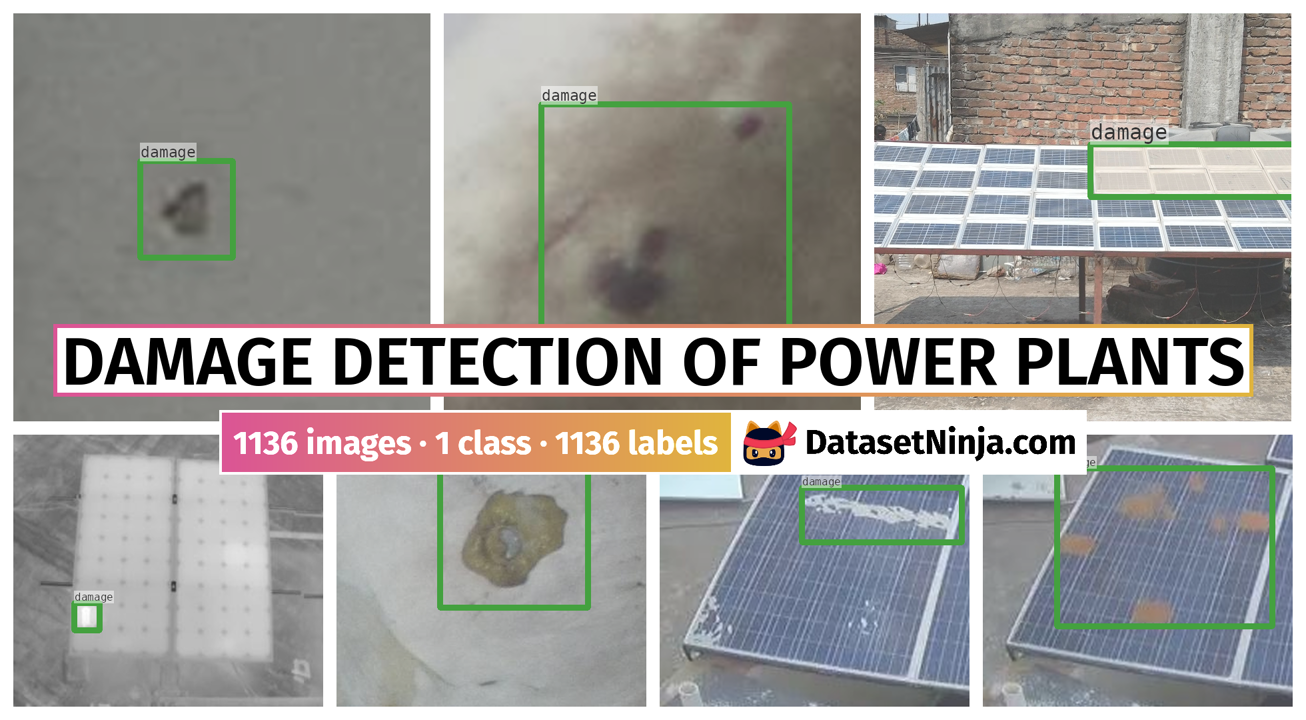 damage
damage
damage
DAMAGE DETECTION OF POWER PLANTS
1136 images · 1 class · 1136 labels
DatasetNinja.com
damage
damage